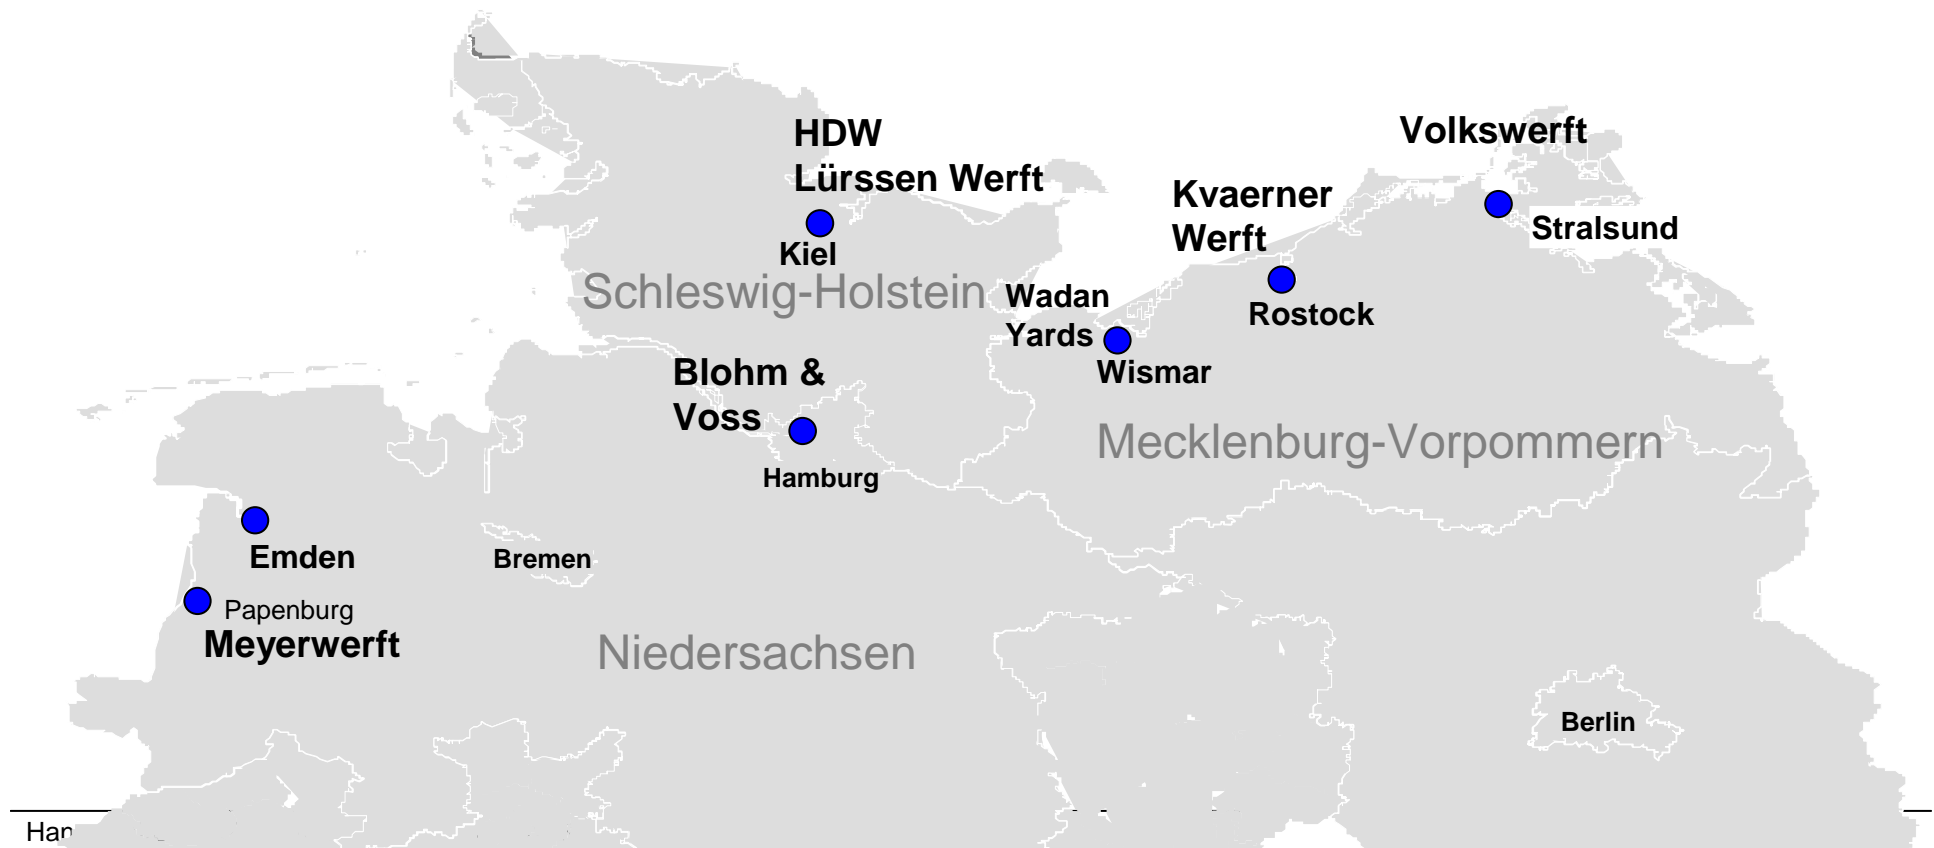 HDW
Lürssen Werft
Kiel
Schleswig-Holstein
Volkswerft
Stralsund
Kvaerner
Werft
Rostock
Wadan
Yards
Wismar
Blohm &
Voss
Hamburg
Mecklenburg-Vorpommern
Emden
Bremen
Papenburg
Meyerwerft
Niedersachsen
Berlin